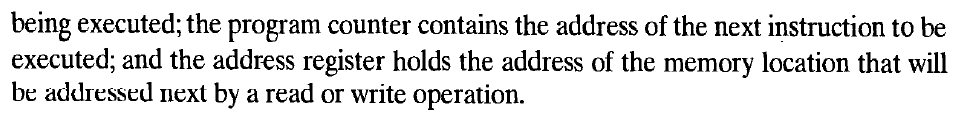 being executed; the program counter contains the address of the next instruction to be
executed; and the address register holds the address of the memory location that will
be addressed next by a read or write operation.